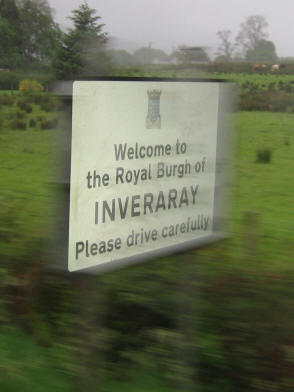 Welcome to
the Royal Burgh of
INVERARAY
Please drive carefully